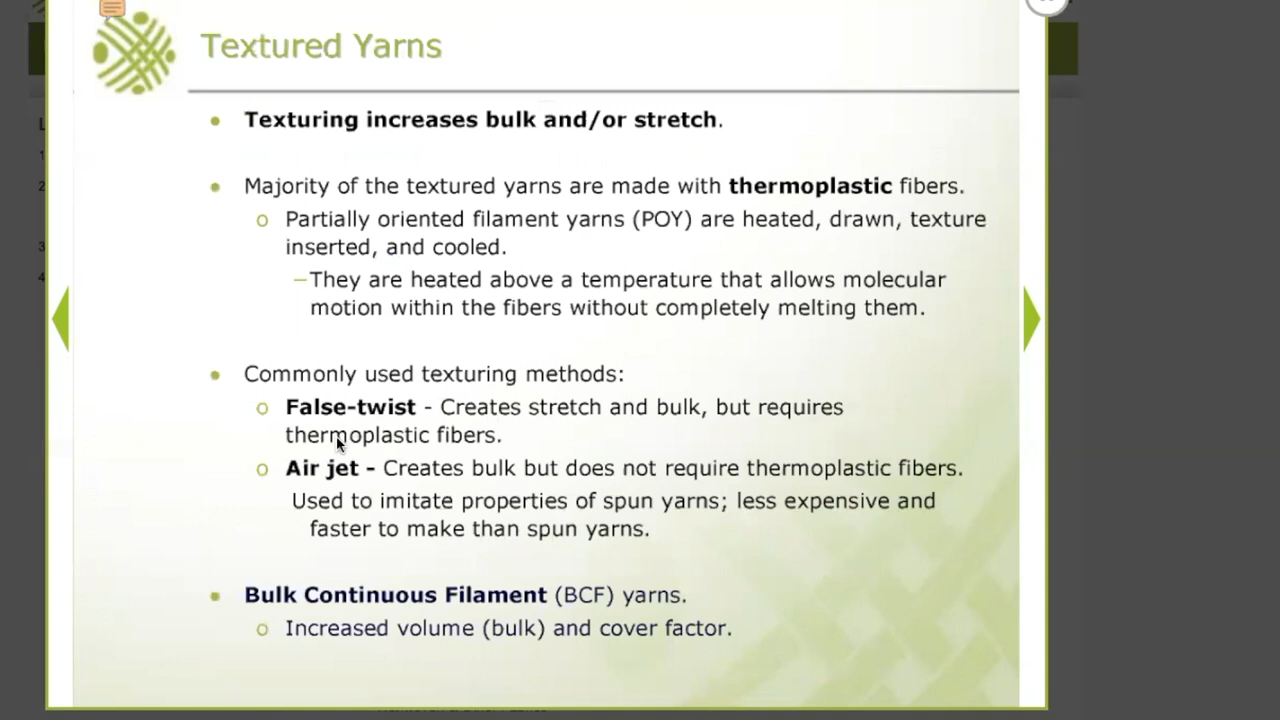 Textured Yarns
• Texturing increases bulk and/or stretch.
• Majority of the textured yarns are made with thermoplastic fibers.
o Partially oriented filament yarns (POY) are heated, drawn, texture
inserted, and cooled.
–They are heated above a temperature that allows molecular
motion within the fibers without completely melting them.
• Commonly used texturing methods:
o False-twist - Creates stretch and bulk, but requires
thermoplastic fibers.
o Air jet - Creates bulk but does not require thermoplastic fibers.
Used to imitate properties of spun yarns; less expensive and
faster to make than spun yarns.
• Bulk Continuous Filament (BCF) yarns.
o Increased volume (bulk) and cover factor.
L
1
2
3
4